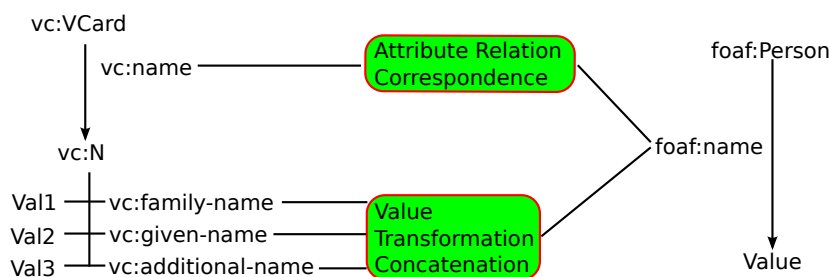 vc:VCard
vc:name
Attribute Relation
Correspondence
foaf:Person
vc:N
foaf:name
Val1
vc:family-name
Value
Val2
vc:given-name
Transformation
Val3
vc:additional-name
Concatenation
Value